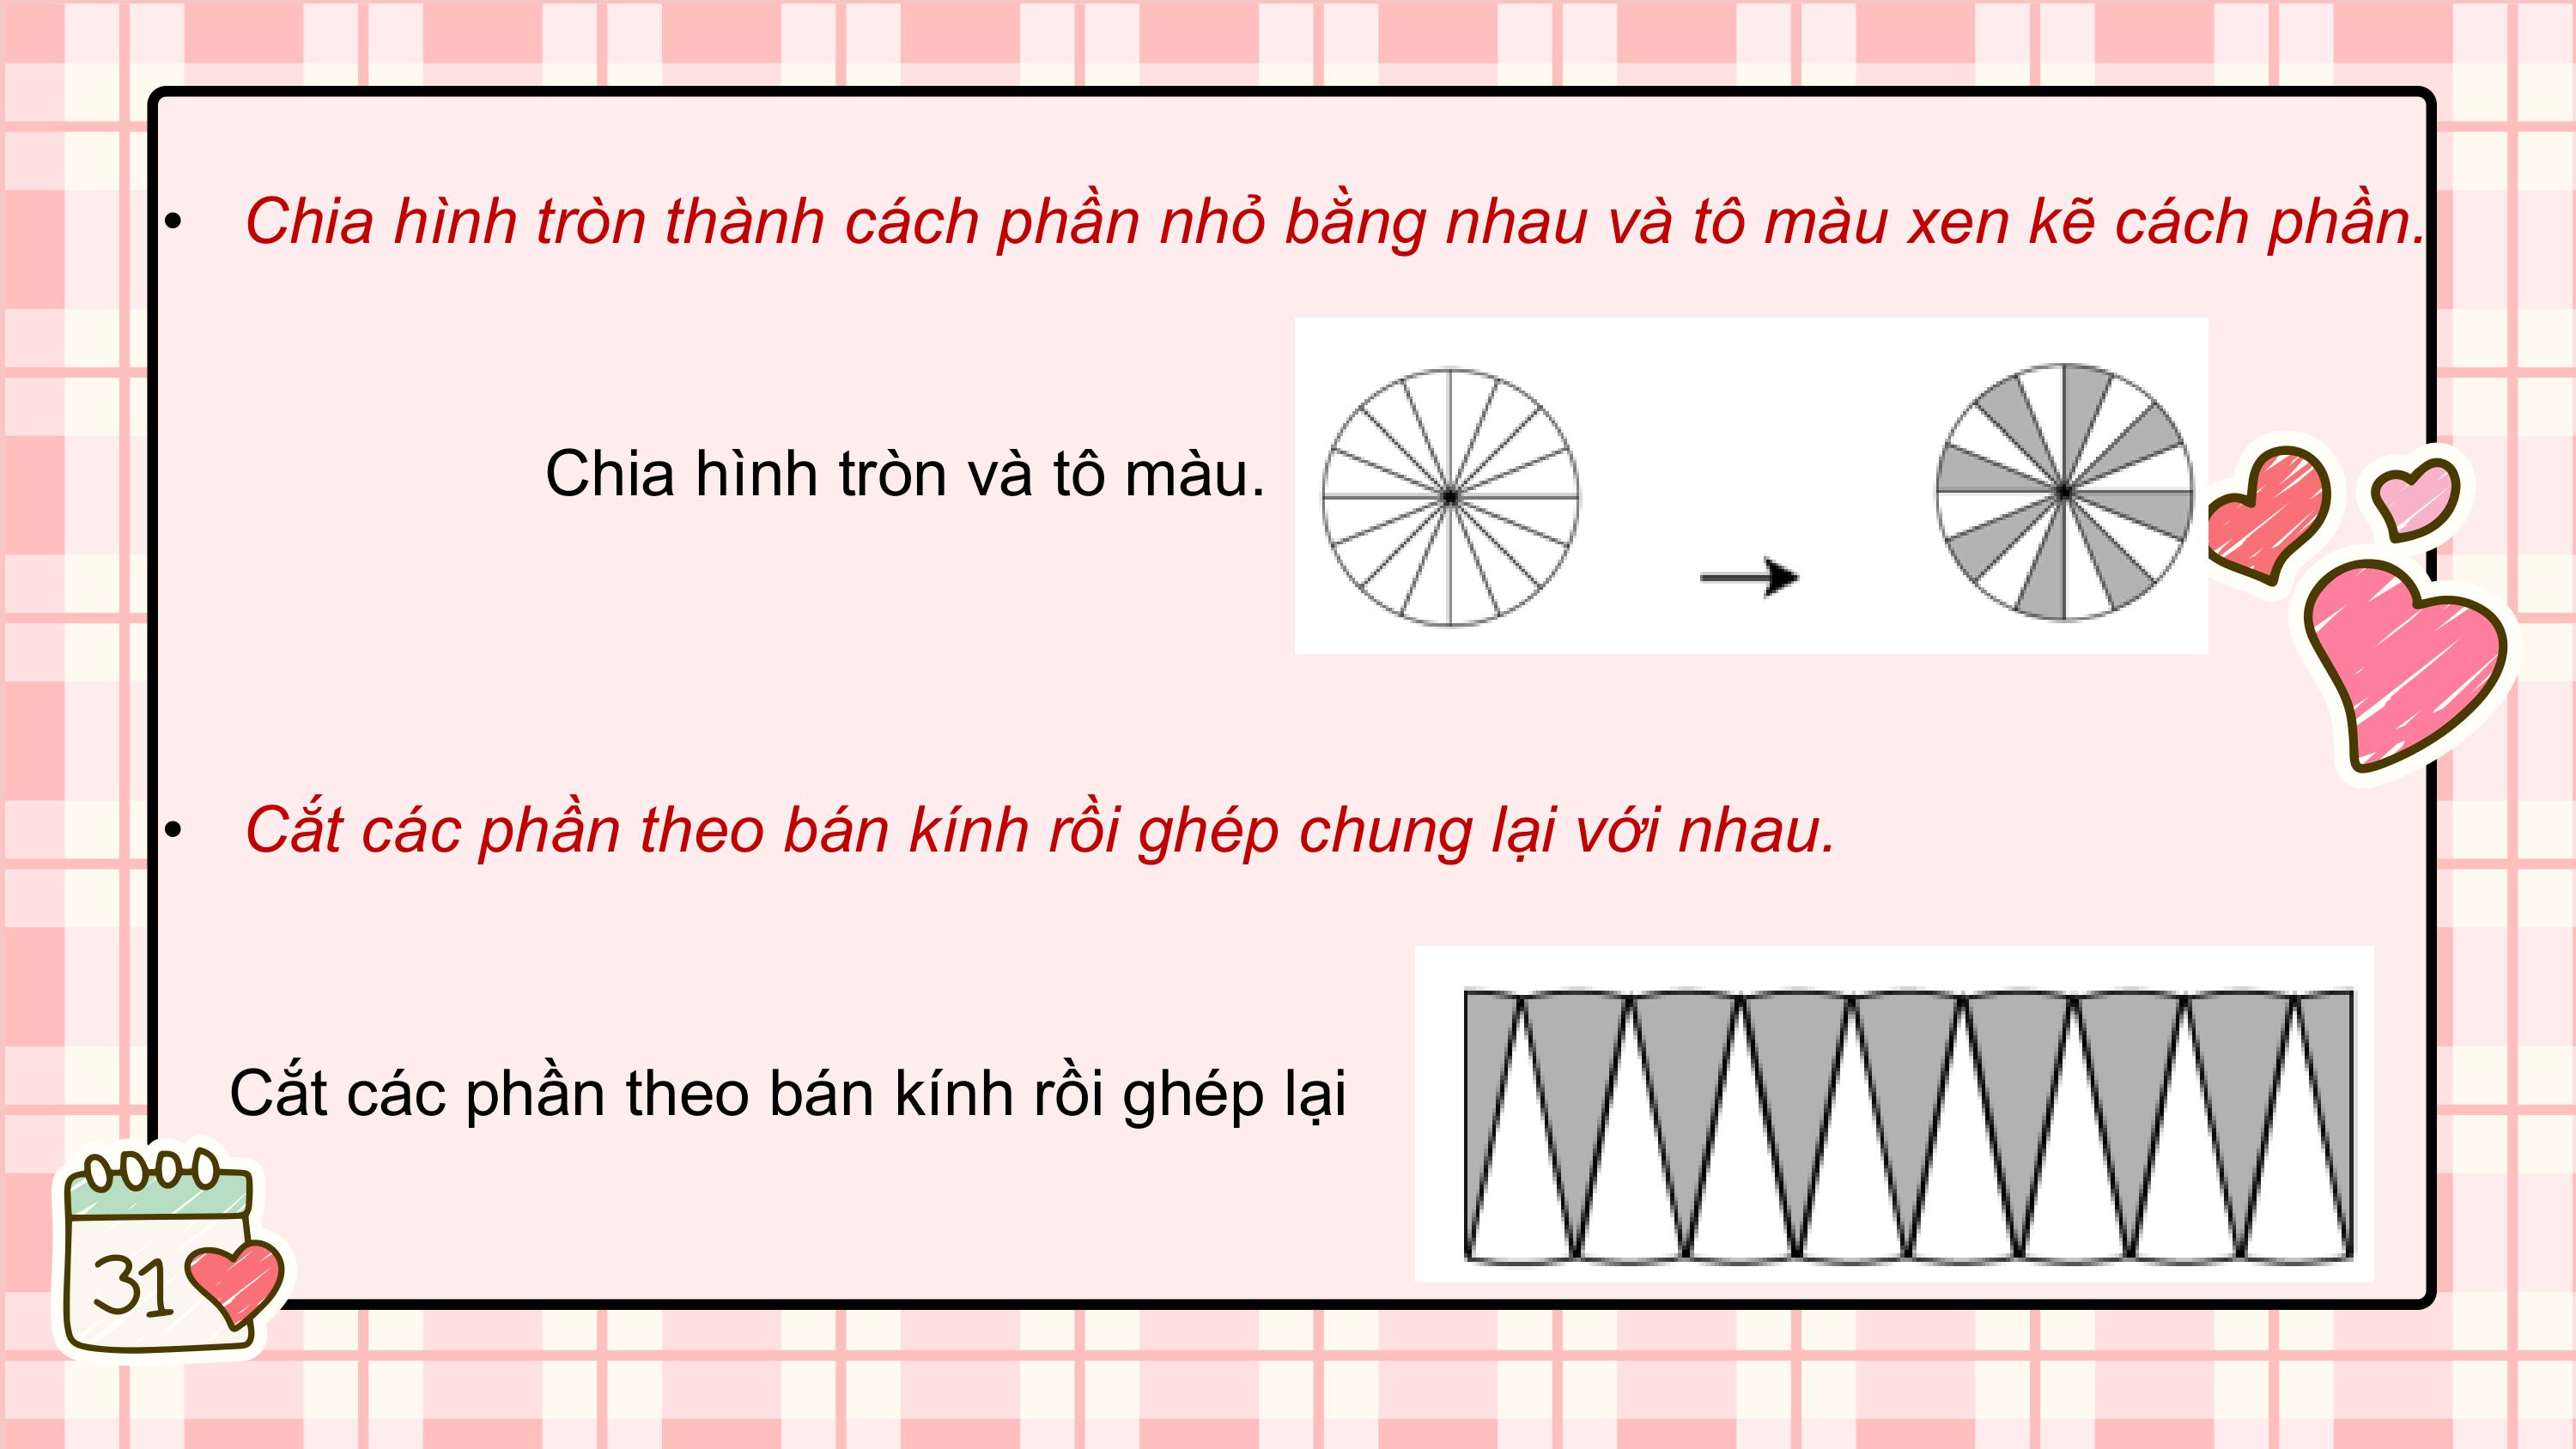 • Chia hình tròn thành cách phần nhỏ bằng nhau và tô màu xen kẽ cách phần.
Chia hình tròn và tô màu.
• Cắt các phần theo bán kính rồi ghép chung lại với nhau.
Cắt các phần theo bán kính rồi ghép lại
31